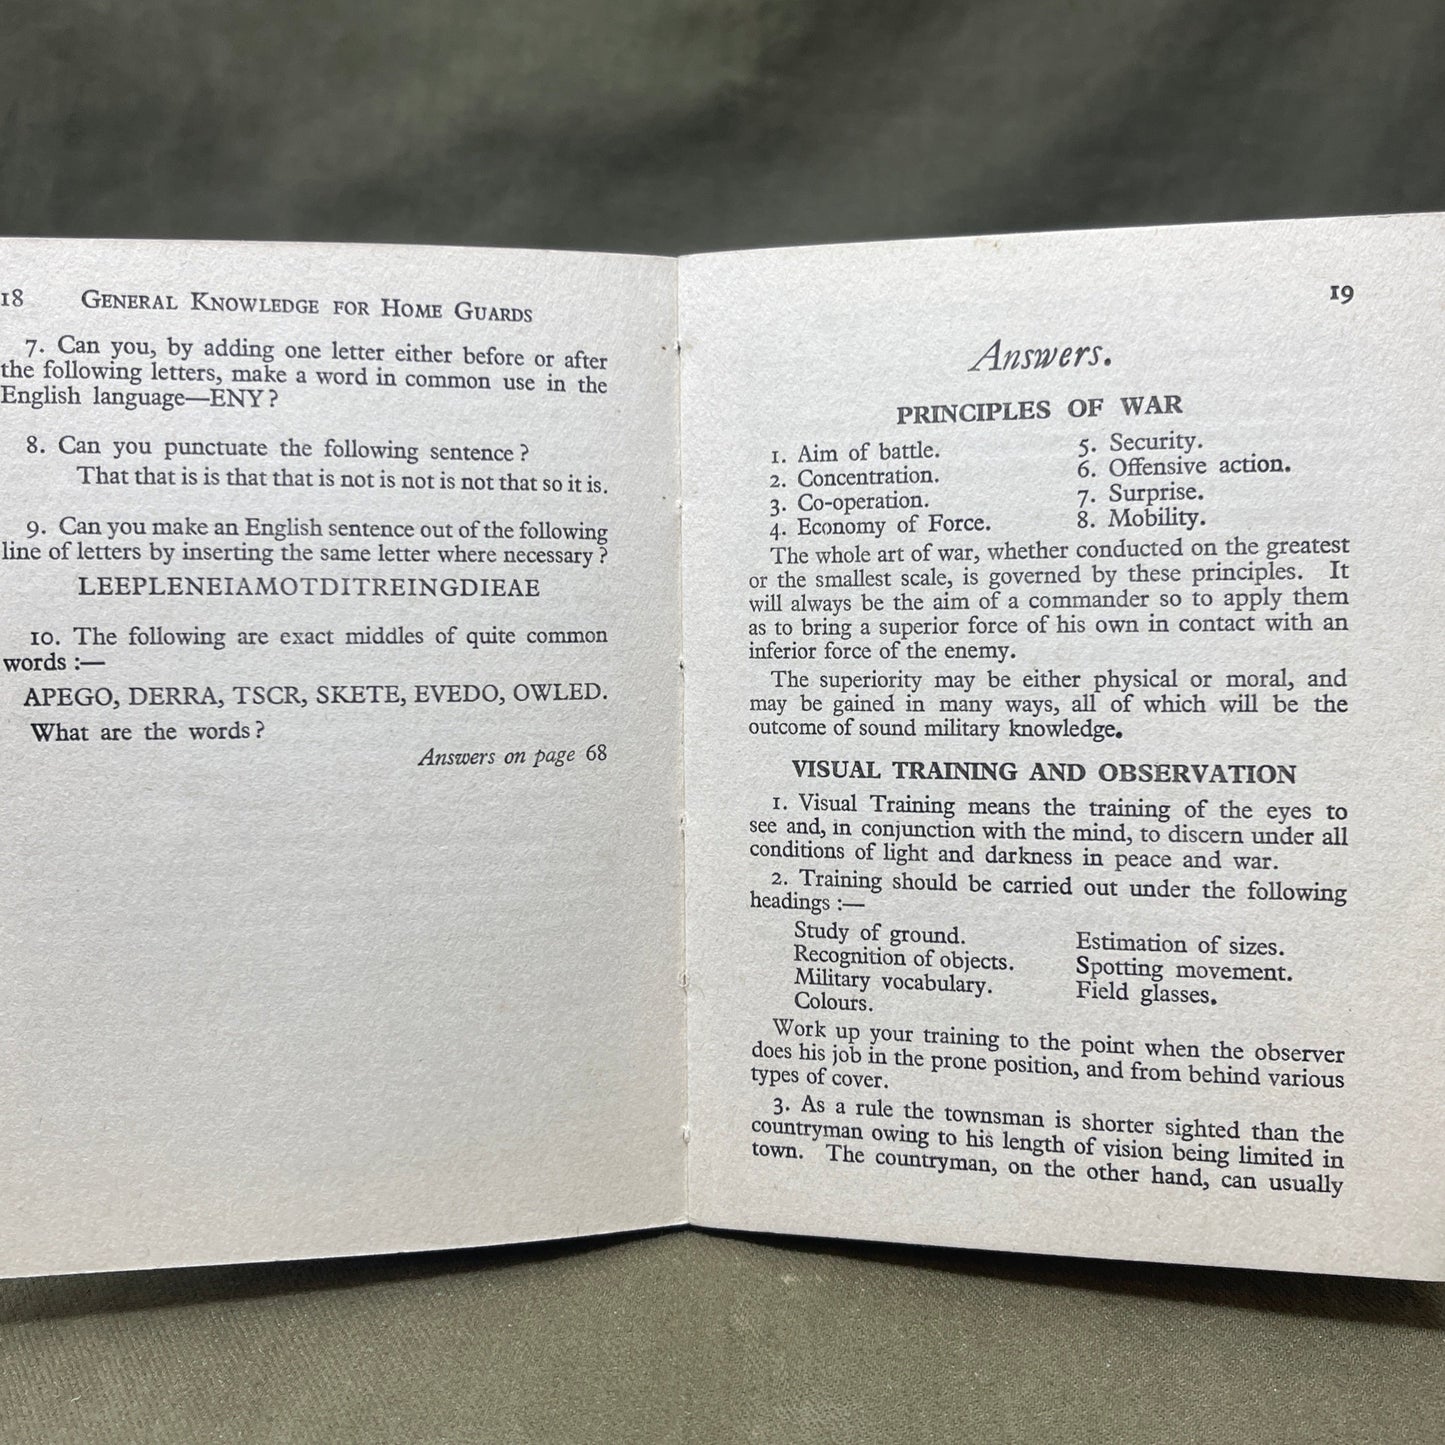 18 GENERAL KNOWLEDGE FOR HOME GUARDS
7. Can you, by adding one letter either before or after
the following letters, make a word in common use in the
English language—ENY?
8. Can you punctuate the following sentence?
That that is is that that is not is not is not that so it is.
9. Can you make an English sentence out of the following
line of letters by inserting the same letter where necessary?
LEEPLENEIAMOTDITREINGDIEAE
10. The following are exact middles of quite common
words:—
APEGO, DERRA, TSCR, SKETE, EVEDO, OWLED.
What are the words?
Answers on page 68
19
Answers.
PRINCIPLES OF WAR
1. Aim of battle.
2. Concentration.
3. Co-operation.
4. Economy of Force.
5. Security.
6. Offensive action.
7. Surprise.
8. Mobility.
The whole art of war, whether conducted on the greatest
or the smallest scale, is governed by these principles. It
will always be the aim of a commander so to apply them
as to bring a superior force of his own in contact with an
inferior force of the enemy.
The superiority may be either physical or moral, and
may be gained in many ways, all of which will be the
outcome of sound military knowledge.
VISUAL TRAINING AND OBSERVATION
1. Visual Training means the training of the eyes to
see and, in conjunction with the mind, to discern under all
conditions of light and darkness in peace and war.
2. Training should be carried out under the following
headings:—
Study of ground.
Recognition of objects.
Military vocabulary.
Colours.
Estimation of sizes.
Spotting movement.
Field glasses.
Work up your training to the point when the observer
does his job in the prone position, and from behind various
types of cover.
3. As a rule the townsman is shorter sighted than the
countryman owing to his length of vision being limited in
town. The countryman, on the other hand, can usually